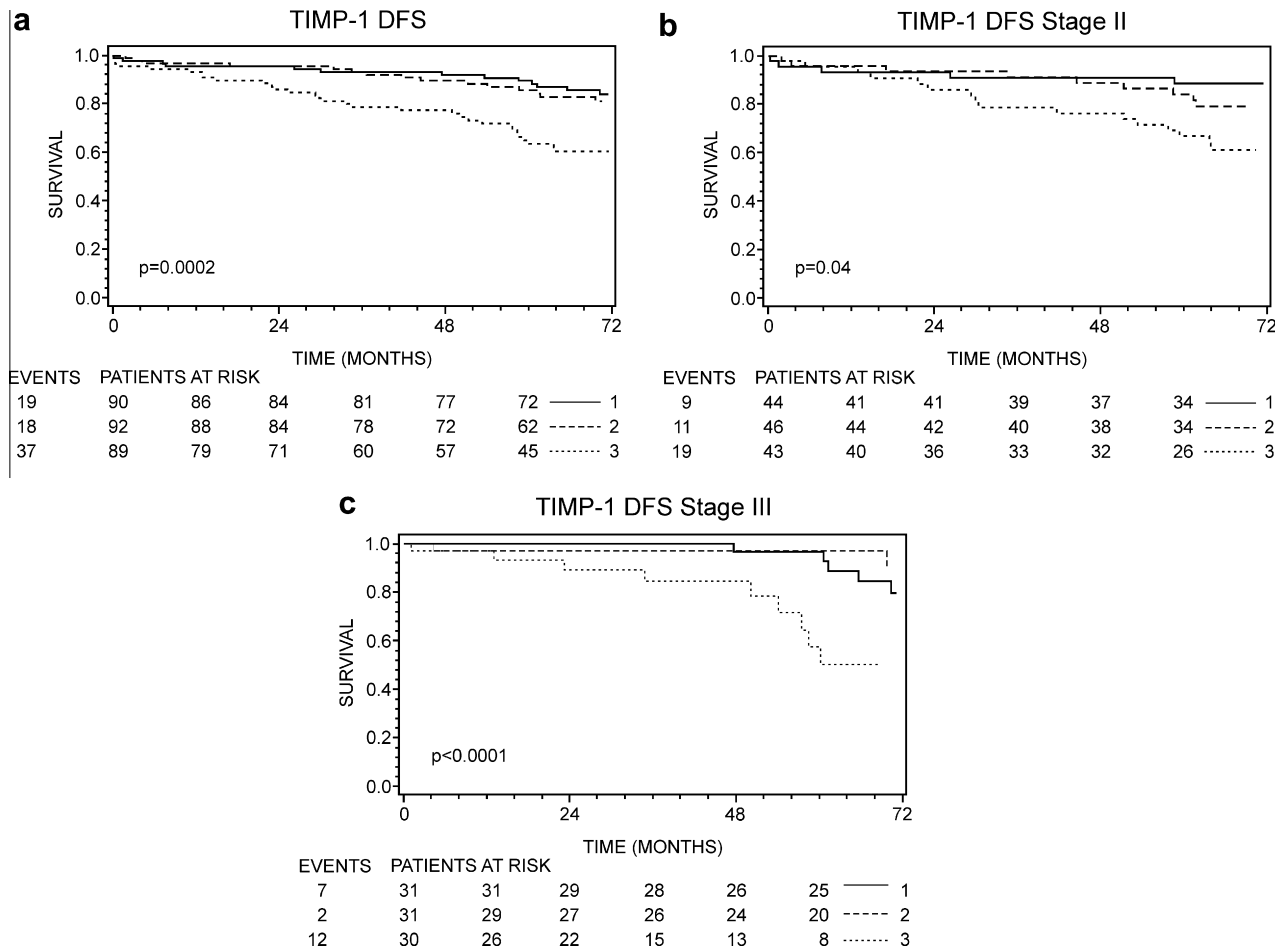 a
TIMP-1 DFS
1.0
0.8
0.6
0.4
0.2
0.0
SURVIVAL
p=0.0002
0 24 48 72
TIME (MONTHS)
EVENTS PATIENTS AT RISK
19 90 86 84 81 77 72 1
18 92 88 84 78 72 62 2
37 89 79 71 60 57 45 3
b
TIMP-1 DFS Stage II
1.0
0.8
0.6
0.4
0.2
0.0
SURVIVAL
p=0.04
0 24 48 72
TIME (MONTHS)
EVENTS PATIENTS AT RISK
9 44 41 41 39 37 34 1
11 46 44 42 40 38 34 2
19 43 40 36 33 32 26 3
c
TIMP-1 DFS Stage III
1.0
0.8
0.6
0.4
0.2
0.0
SURVIVAL
p<0.0001
0 24 48 72
TIME (MONTHS)
EVENTS PATIENTS AT RISK
7 31 31 29 28 26 25 1
2 31 29 27 26 24 20 2
12 30 26 22 15 13 8 3